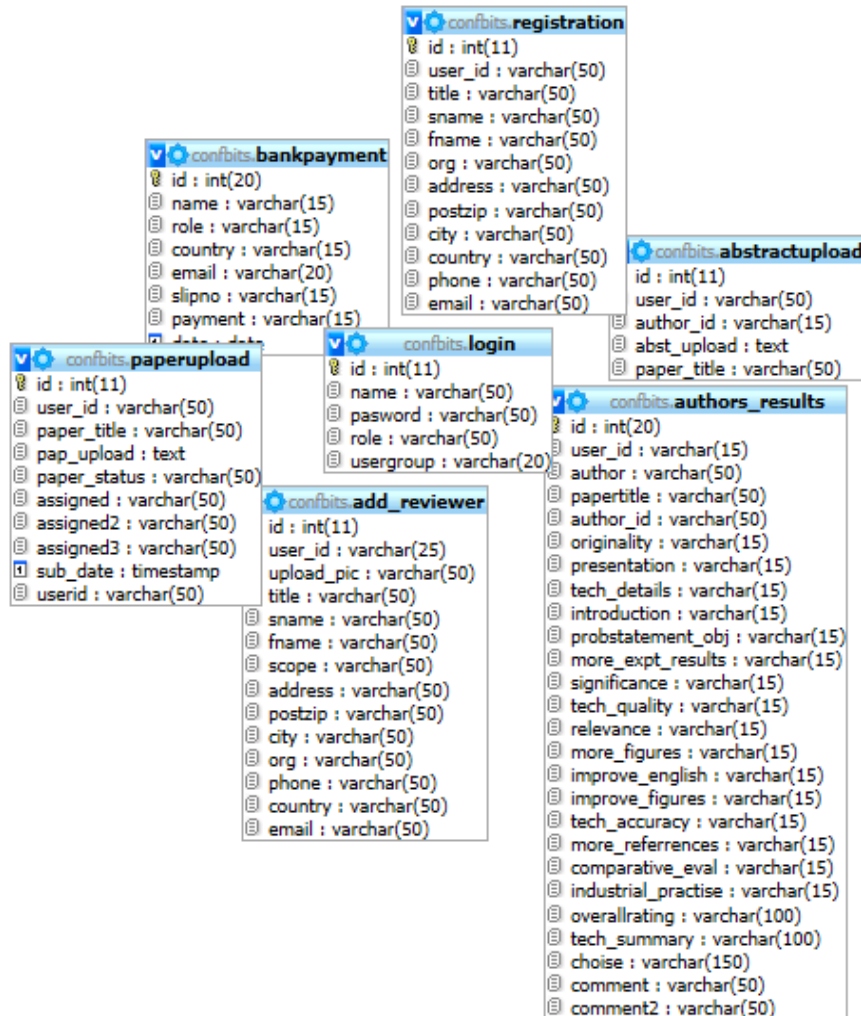 confbits.registration
id : int(11)
user_id : varchar(50)
title : varchar(50)
sname : varchar(50)
fname : varchar(50)
org : varchar(50)
address : varchar(50)
postzip : varchar(50)
city : varchar(50)
country : varchar(50)
phone : varchar(50)
email : varchar(50)
confbits.bankpayment
id : int(20)
name : varchar(15)
role : varchar(15)
country : varchar(15)
email : varchar(20)
slipno : varchar(15)
payment : varchar(15)
date : date
confbits.abstractupload
id : int(11)
user_id : varchar(50)
author_id : varchar(15)
abst_upload : text
paper_title : varchar(50)
confbits.paperupload
id : int(11)
user_id : varchar(50)
paper_title : varchar(50)
pap_upload : text
paper_status : varchar(50)
assigned : varchar(50)
assigned2 : varchar(50)
assigned3 : varchar(50)
sub_date : timestamp
userid : varchar(50)
confbits.login
id : int(11)
name : varchar(50)
pasword : varchar(50)
role : varchar(50)
usergroup : varchar(20)
confbits.add_reviewer
id : int(11)
user_id : varchar(25)
upload_pic : varchar(50)
title : varchar(50)
sname : varchar(50)
fname : varchar(50)
scope : varchar(50)
address : varchar(50)
postzip : varchar(50)
city : varchar(50)
org : varchar(50)
phone : varchar(50)
country : varchar(50)
email : varchar(50)
confbits.authors_results
id : int(20)
user_id : varchar(15)
author : varchar(50)
papertitle : varchar(50)
author_id : varchar(50)
originality : varchar(15)
presentation : varchar(15)
tech_details : varchar(15)
introduction : varchar(15)
probstatement_obj : varchar(15)
more_expt_results : varchar(15)
significance : varchar(15)
tech_quality : varchar(15)
relevance : varchar(15)
more_figures : varchar(15)
improve_english : varchar(15)
improve_figures : varchar(15)
tech_accuracy : varchar(15)
more_referrences : varchar(15)
comparative_eval : varchar(15)
industrial_practise : varchar(15)
overallrating : varchar(100)
tech_summary : varchar(100)
choise : varchar(150)
comment : varchar(50)
comment2 : varchar(50)